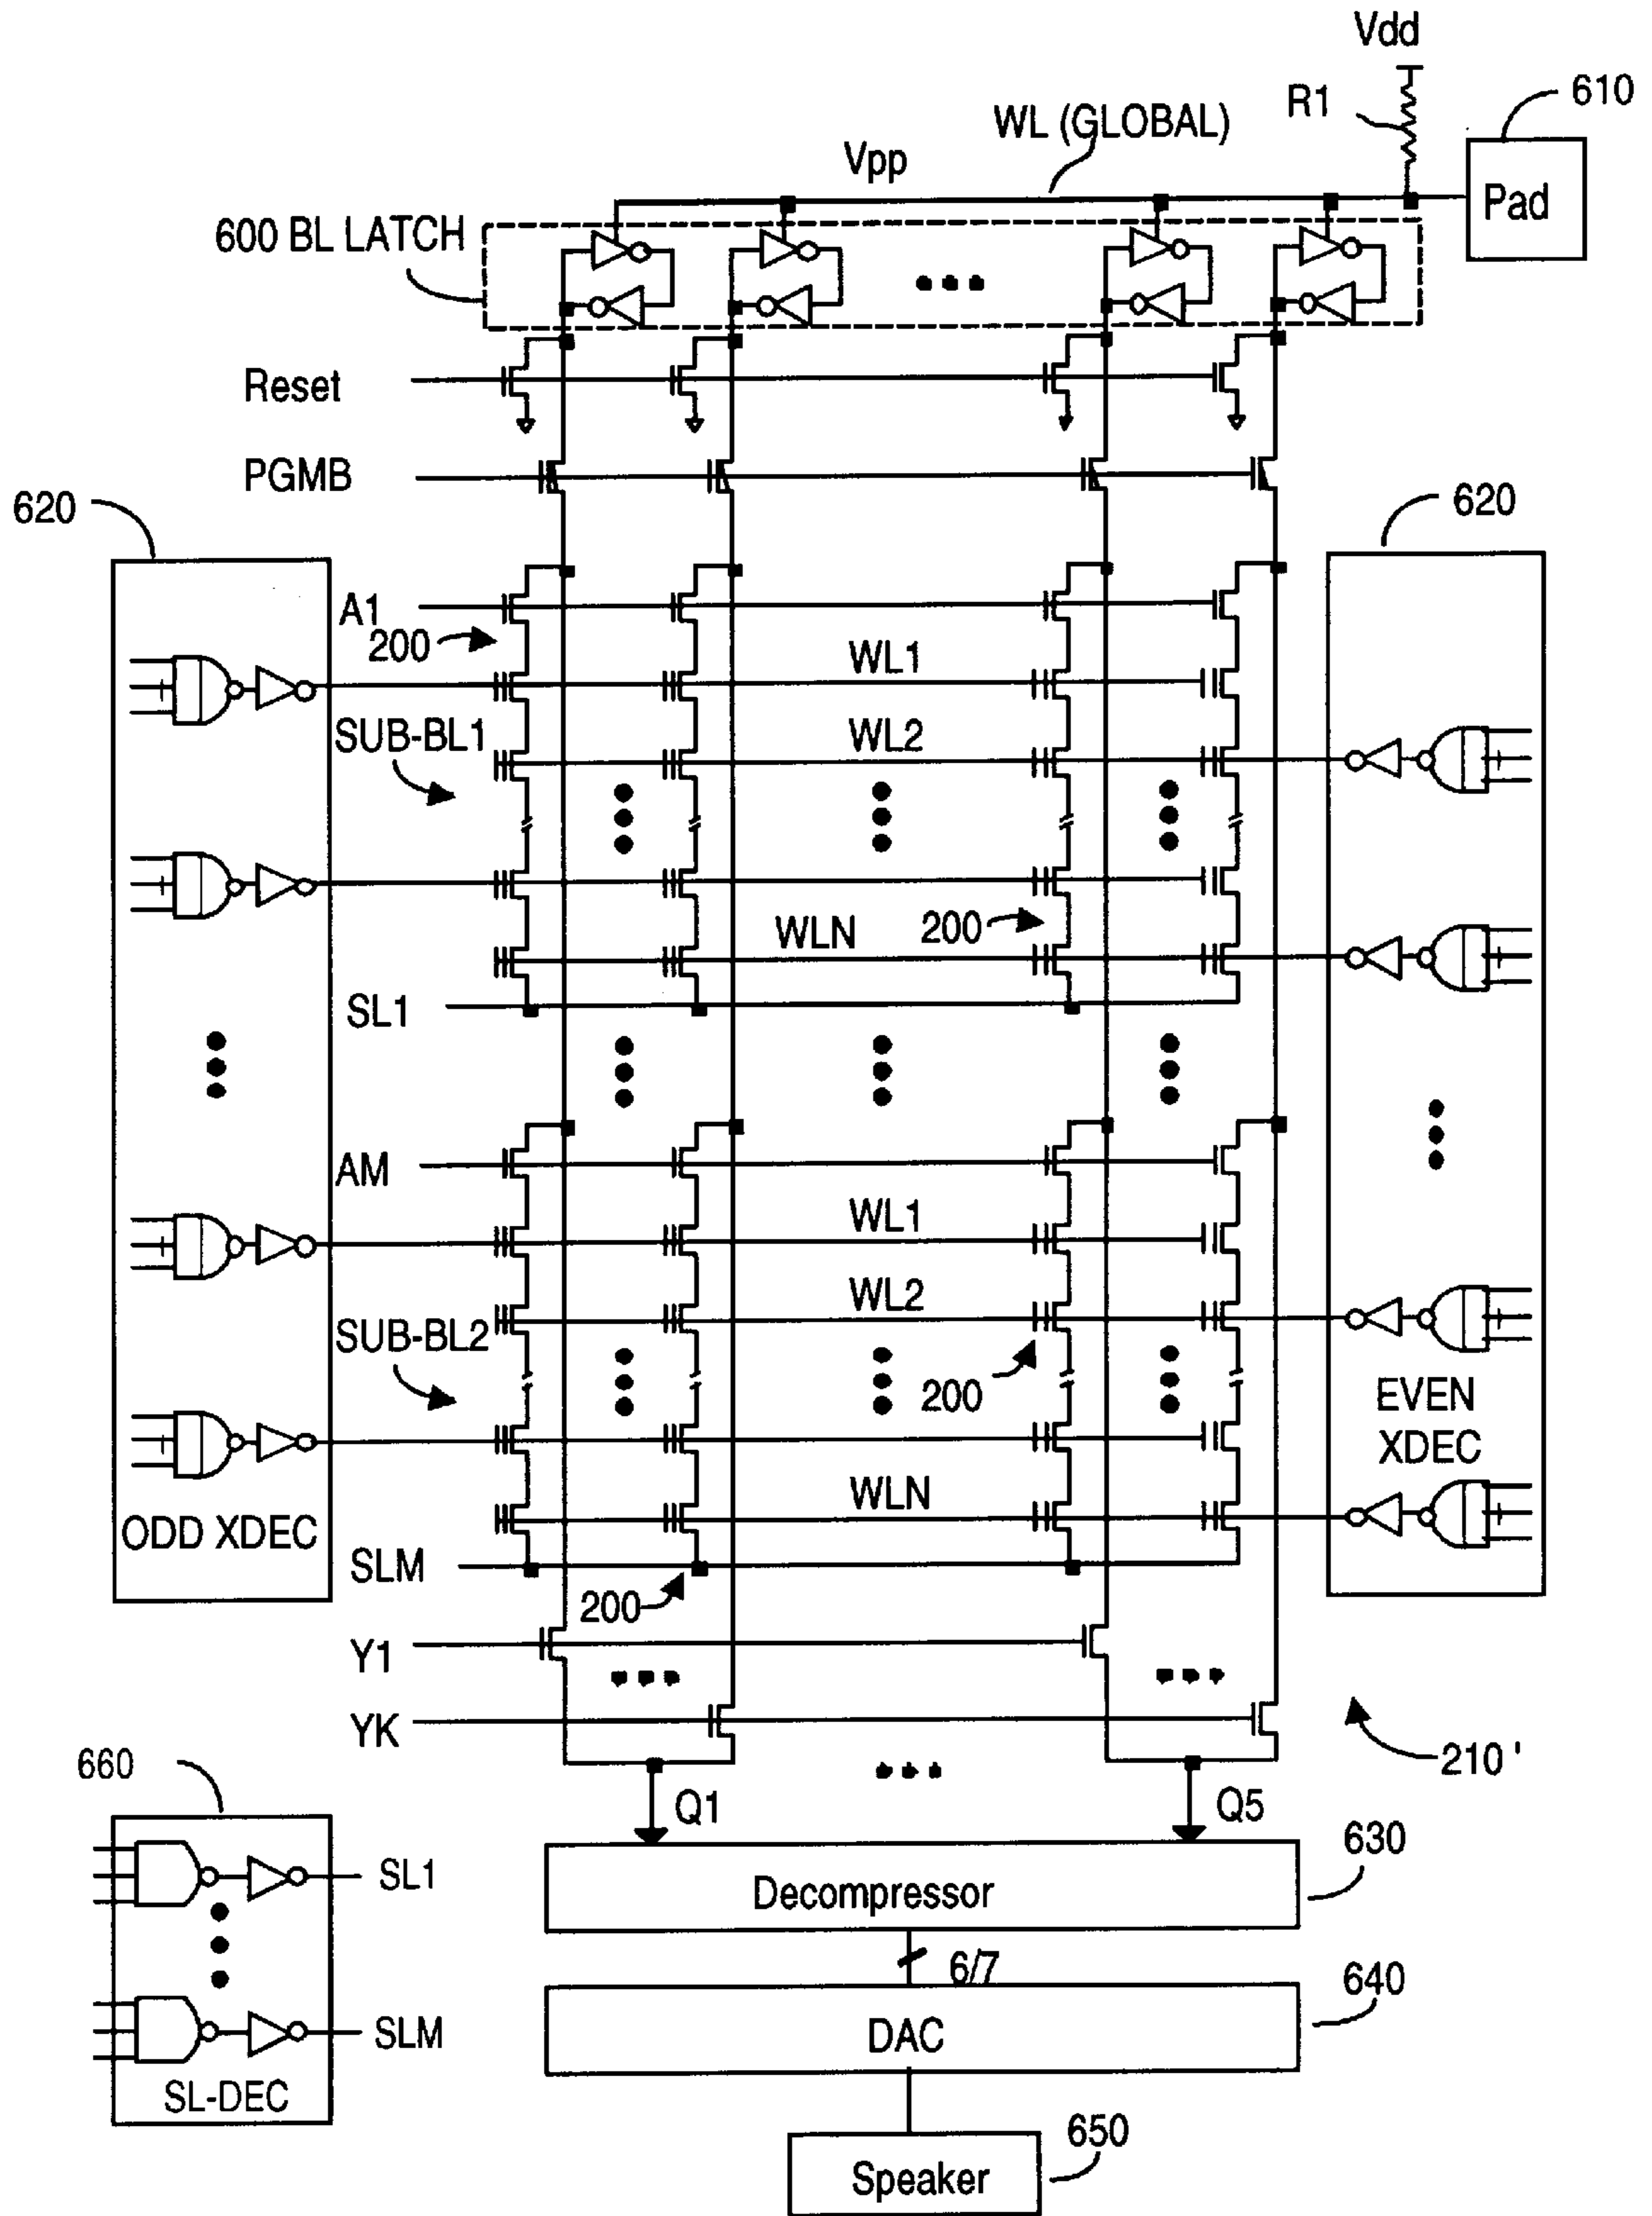 Vdd
R1
610
WL (GLOBAL)
Vpp
Pad
600 BL LATCH
Reset
PGMB
620
620
A1
200
WL1
SUB-BL1
WL2
WLN
200
SL1
AM
WL1
WL2
SUB-BL2
200
EVEN
XDEC
WLN
ODD XDEC
SLM
200
Y1
YK
210 '
660
Q1
Q5
SL1
630
Decompressor
6/7
640
SLM
DAC
SL-DEC
650
Speaker